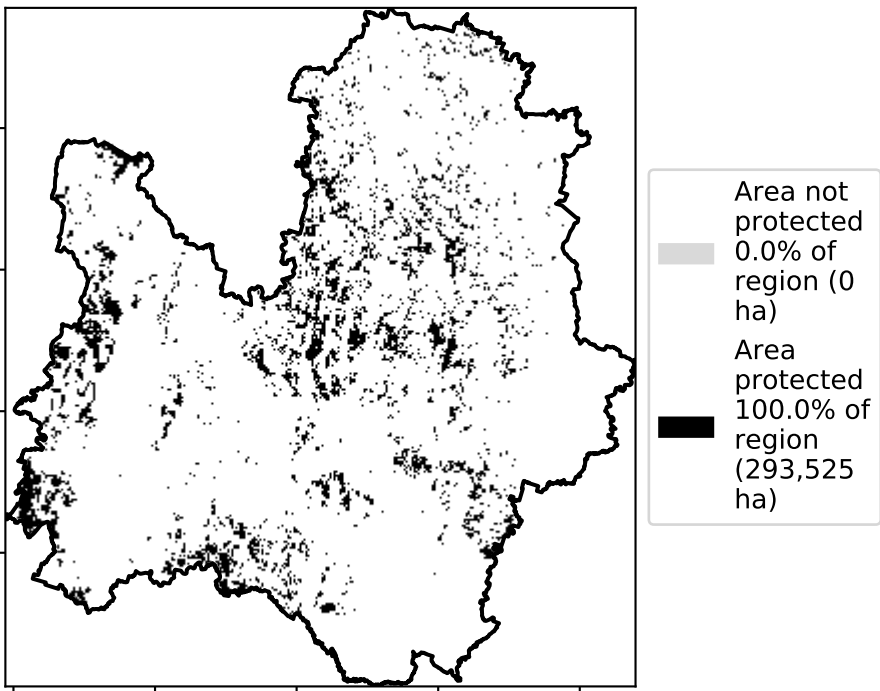 Area not
protected
0.0% of
region (0
ha)
Area
protected
100.0% of
region
(293,525
ha)